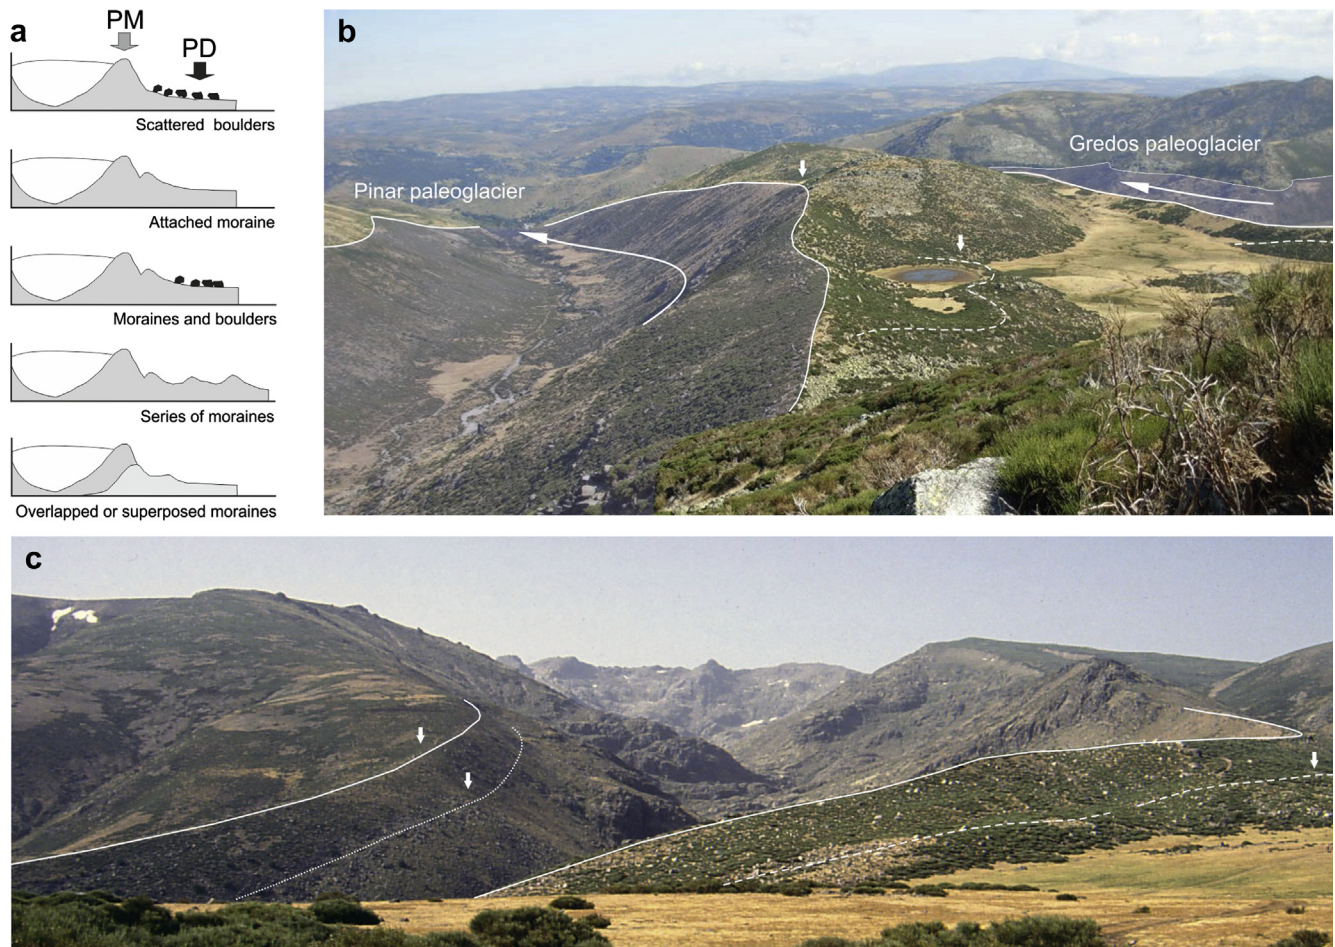 a
PM
PD
Scattered boulders
Attached moraine
Moraines and boulders
Series of moraines
Overlapped or superposed moraines
b
Pinar paleoglacier
Gredos paleoglacier
c